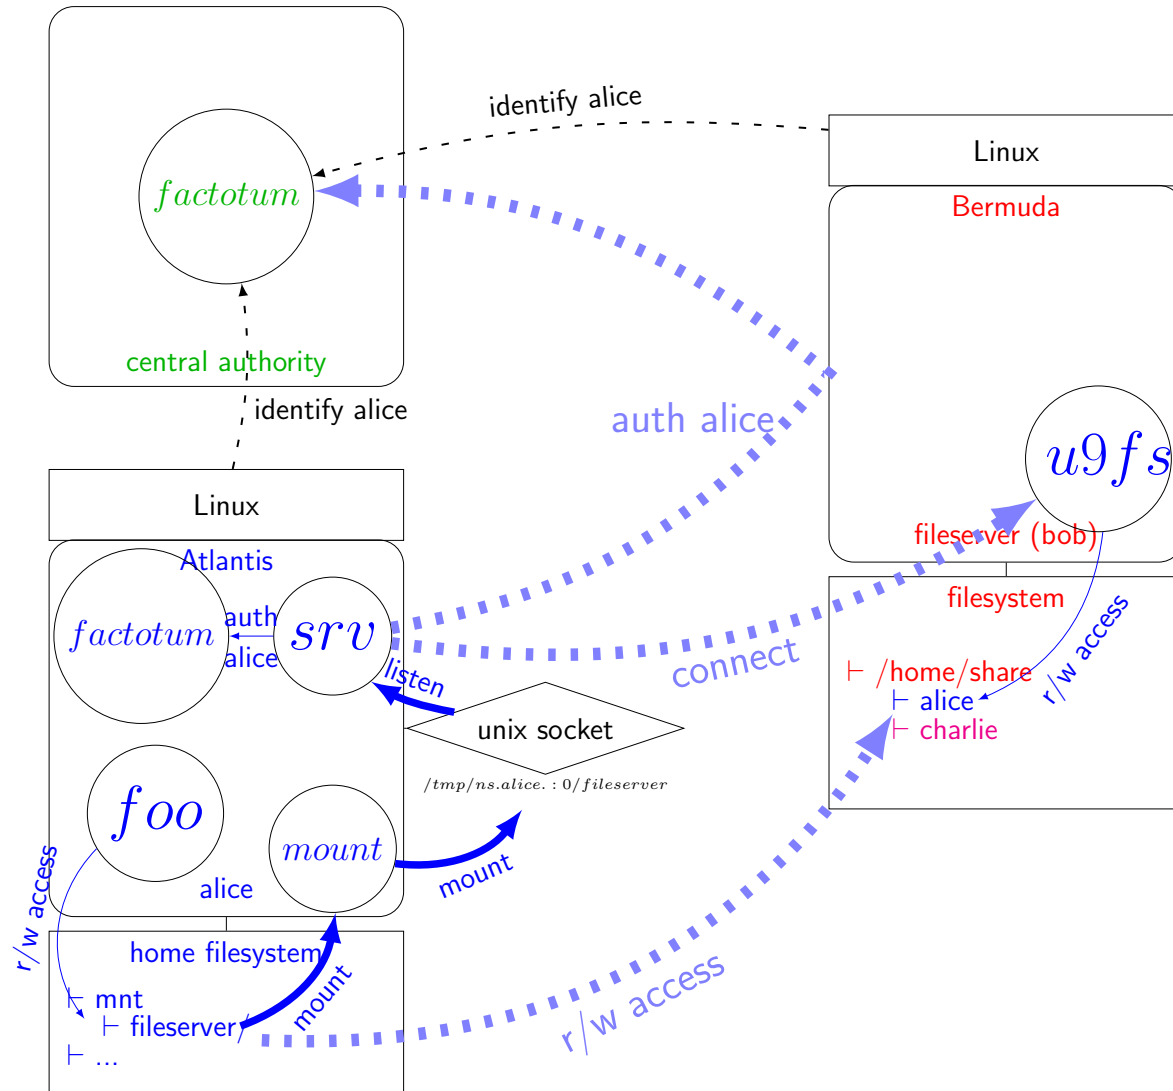 identify alice
Linux
factotum
Bermuda
central authority
identify alice
auth alice
u9fs
Linux
fileserver (bob)
Atlantis
filesystem
auth
factotum
srv
alice
listen
connect
r/w access
⊢ /home/share
⊢ alice
⊢ charlie
unix socket
/tmp/ns.alice. : 0/fileserver
foo
mount
mount
alice
r/w access
home filesystem
mount
r/w access
⊢ mnt
⊢ fileserver/
⊢ ...